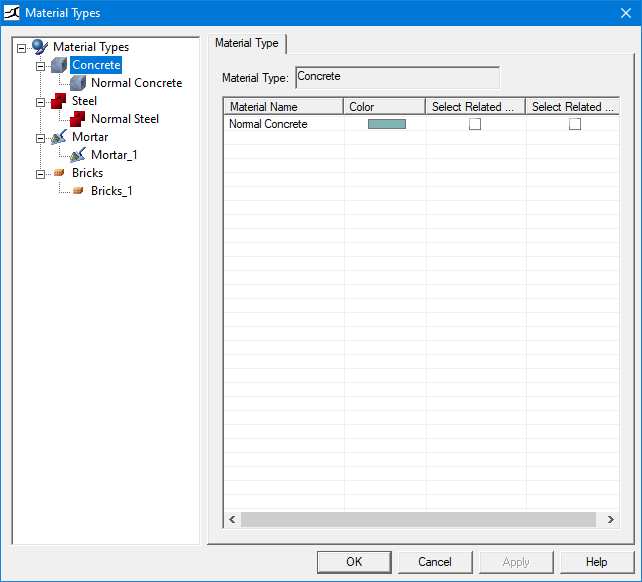 Material Types
Material Types
Concrete
Normal Concrete
Steel
Normal Steel
Mortar
Mortar_1
Bricks
Bricks_1
Material Type
Material Type: Concrete
Material Name Color Select Related ... Select Related ...
Normal Concrete
OK Cancel Apply Help